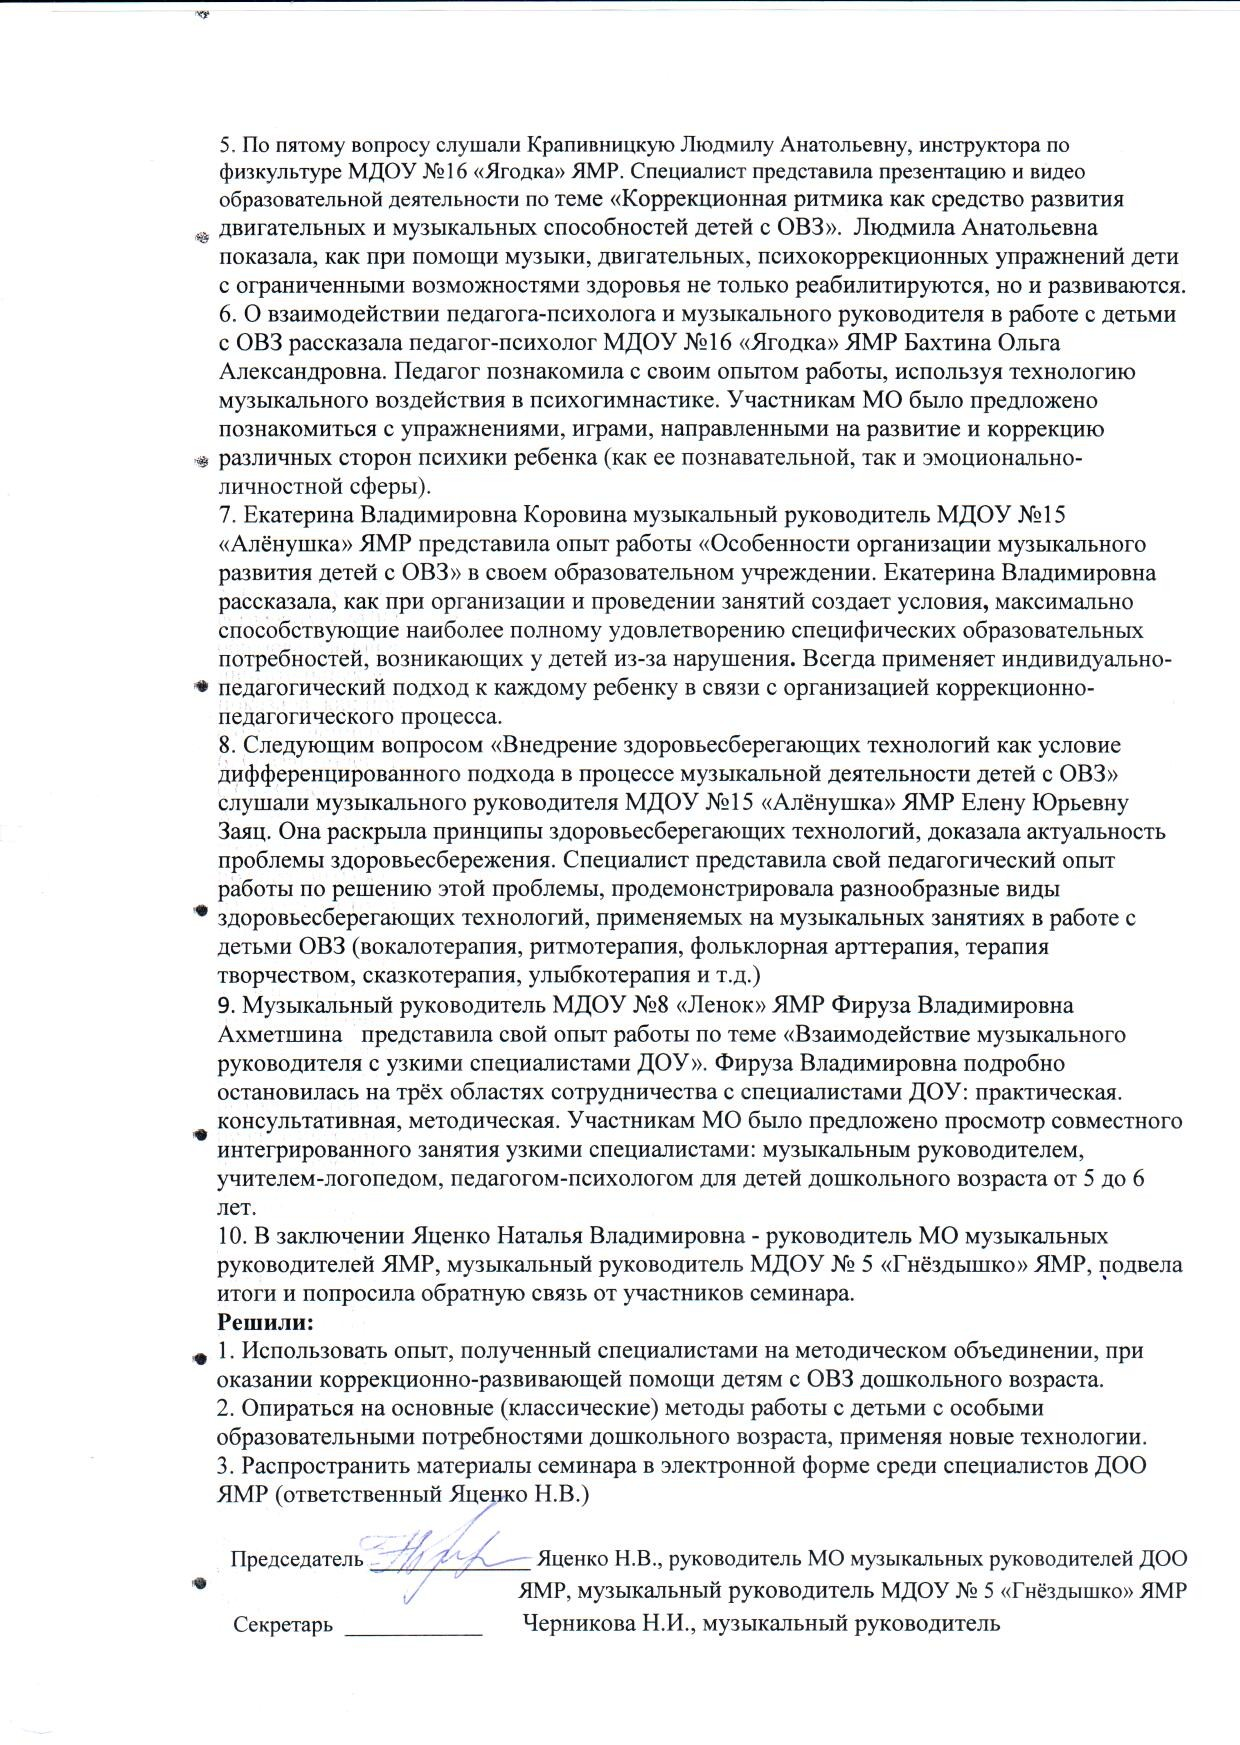 5. По пятому вопросу слушали Крапивницкую Людмилу Анатольевну, инструктора по
физкультуре МДОУ №16 «Ягодка» ЯМР. Специалист представила презентацию и видео
образовательной деятельности по теме «Коррекционная ритмика как средство развития
двигательных и музыкальных способностей детей с ОВЗ».  Людмила Анатольевна
показала, как при помощи музыки, двигательных, психокоррекционных упражнений дети
с ограниченными возможностями здоровья не только реабилитируются, но и развиваются.
6. О взаимодействии педагога-психолога и музыкального руководителя в работе с детьми
с ОВЗ рассказала педагог-психолог МДОУ №16 «Ягодка» ЯМР Бахтина Ольга
Александровна. Педагог познакомила с своим опытом работы, используя технологию
музыкального воздействия в психогимнастике. Участникам МО было предложено
познакомиться с упражнениями, играми, направленными на развитие и коррекцию
различных сторон психики ребенка (как ее познавательной, так и эмоционально-
личностной сферы).
7. Екатерина Владимировна Коровина музыкальный руководитель МДОУ №15
«Алёнушка» ЯМР представила опыт работы «Особенности организации музыкального
развития детей с ОВЗ» в своем образовательном учреждении. Екатерина Владимировна
рассказала, как при организации и проведении занятий создает условия, максимально
способствующие наиболее полному удовлетворению специфических образовательных
потребностей, возникающих у детей из-за нарушения. Всегда применяет индивидуально-
педагогический подход к каждому ребенку в связи с организацией коррекционно-
педагогического процесса.
8. Следующим вопросом «Внедрение здоровьесберегающих технологий как условие
дифференцированного подхода в процессе музыкальной деятельности детей с ОВЗ»
слушали музыкального руководителя МДОУ №15 «Алёнушка» ЯМР Елену Юрьевну
Заяц. Она раскрыла принципы здоровьесберегающих технологий, доказала актуальность
проблемы здоровьесбережения. Специалист представила свой педагогический опыт
работы по решению этой проблемы, продемонстрировала разнообразные виды
здоровьесберегающих технологий, применяемых на музыкальных занятиях в работе с
детьми ОВЗ (вокалотерапия, ритмотерапия, фольклорная арттерапия, терапия
творчеством, сказкотерапия, улыбкотерапия и т.д.)
9. Музыкальный руководитель МДОУ №8 «Ленок» ЯМР Фируза Владимировна
Ахметшина   представила свой опыт работы по теме «Взаимодействие музыкального
руководителя с узкими специалистами ДОУ». Фируза Владимировна подробно
остановилась на трёх областях сотрудничества с специалистами ДОУ: практическая.
консультативная, методическая. Участникам МО было предложено просмотр совместного
интегрированного занятия узкими специалистами: музыкальным руководителем,
учителем-логопедом, педагогом-психологом для детей дошкольного возраста от 5 до 6
лет.
10. В заключении Яценко Наталья Владимировна - руководитель МО музыкальных
руководителей ЯМР, музыкальный руководитель МДОУ № 5 «Гнёздышко» ЯМР, подвела
итоги и попросила обратную связь от участников семинара.
Решили:
1. Использовать опыт, полученный специалистами на методическом объединении, при
оказании коррекционно-развивающей помощи детям с ОВЗ дошкольного возраста.
2. Опираться на основные (классические) методы работы с детьми с особыми
образовательными потребностями дошкольного возраста, применяя новые технологии.
3. Распространить материалы семинара в электронной форме среди специалистов ДОО
ЯМР (ответственный Яценко Н.В.)
Председатель ______________ Яценко Н.В., руководитель МО музыкальных руководителей ДОО
ЯМР, музыкальный руководитель МДОУ № 5 «Гнёздышко» ЯМР
Секретарь ____________ Черникова Н.И., музыкальный руководитель